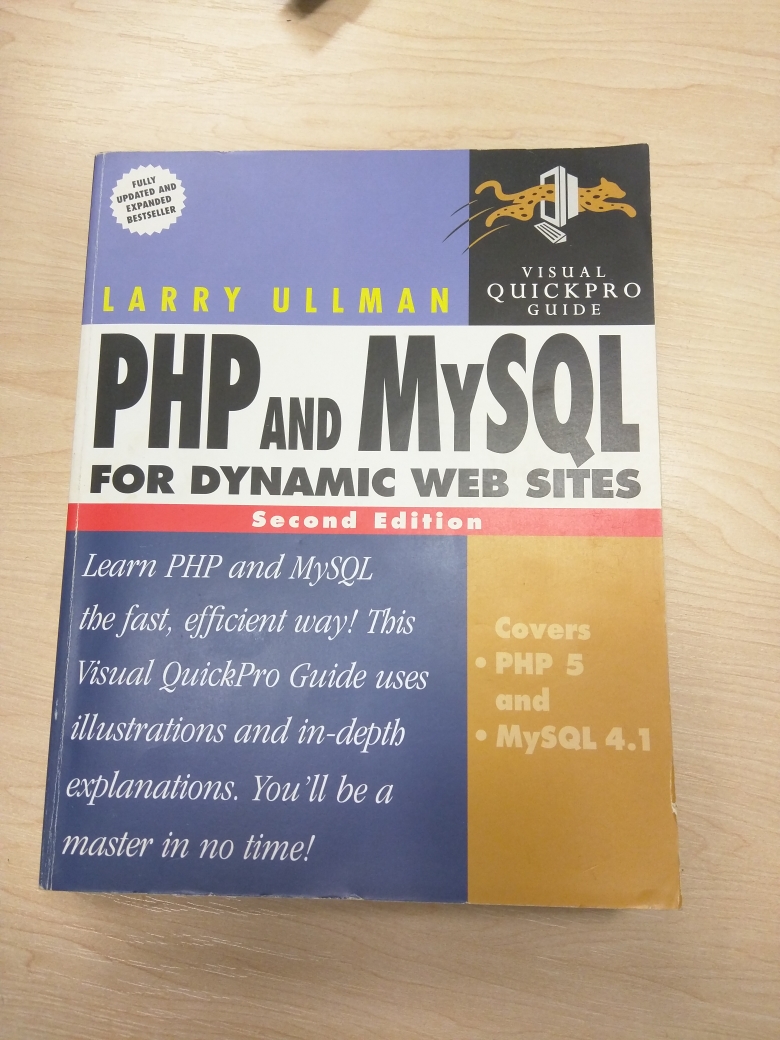 FULLY
UPDATED AND
EXPANDED
BESTSELLER
VISUAL
QUICKPRO
GUIDE
LARRY ULLMAN
PHP AND MYSQL
FOR DYNAMIC WEB SITES
Second Edition
Learn PHP and MySQL
the fast, efficient way! This
Visual QuickPro Guide uses
illustrations and in-depth
explanations. You'll be a
master in no time!
Covers
• PHP 5
and
• MySQL 4.1